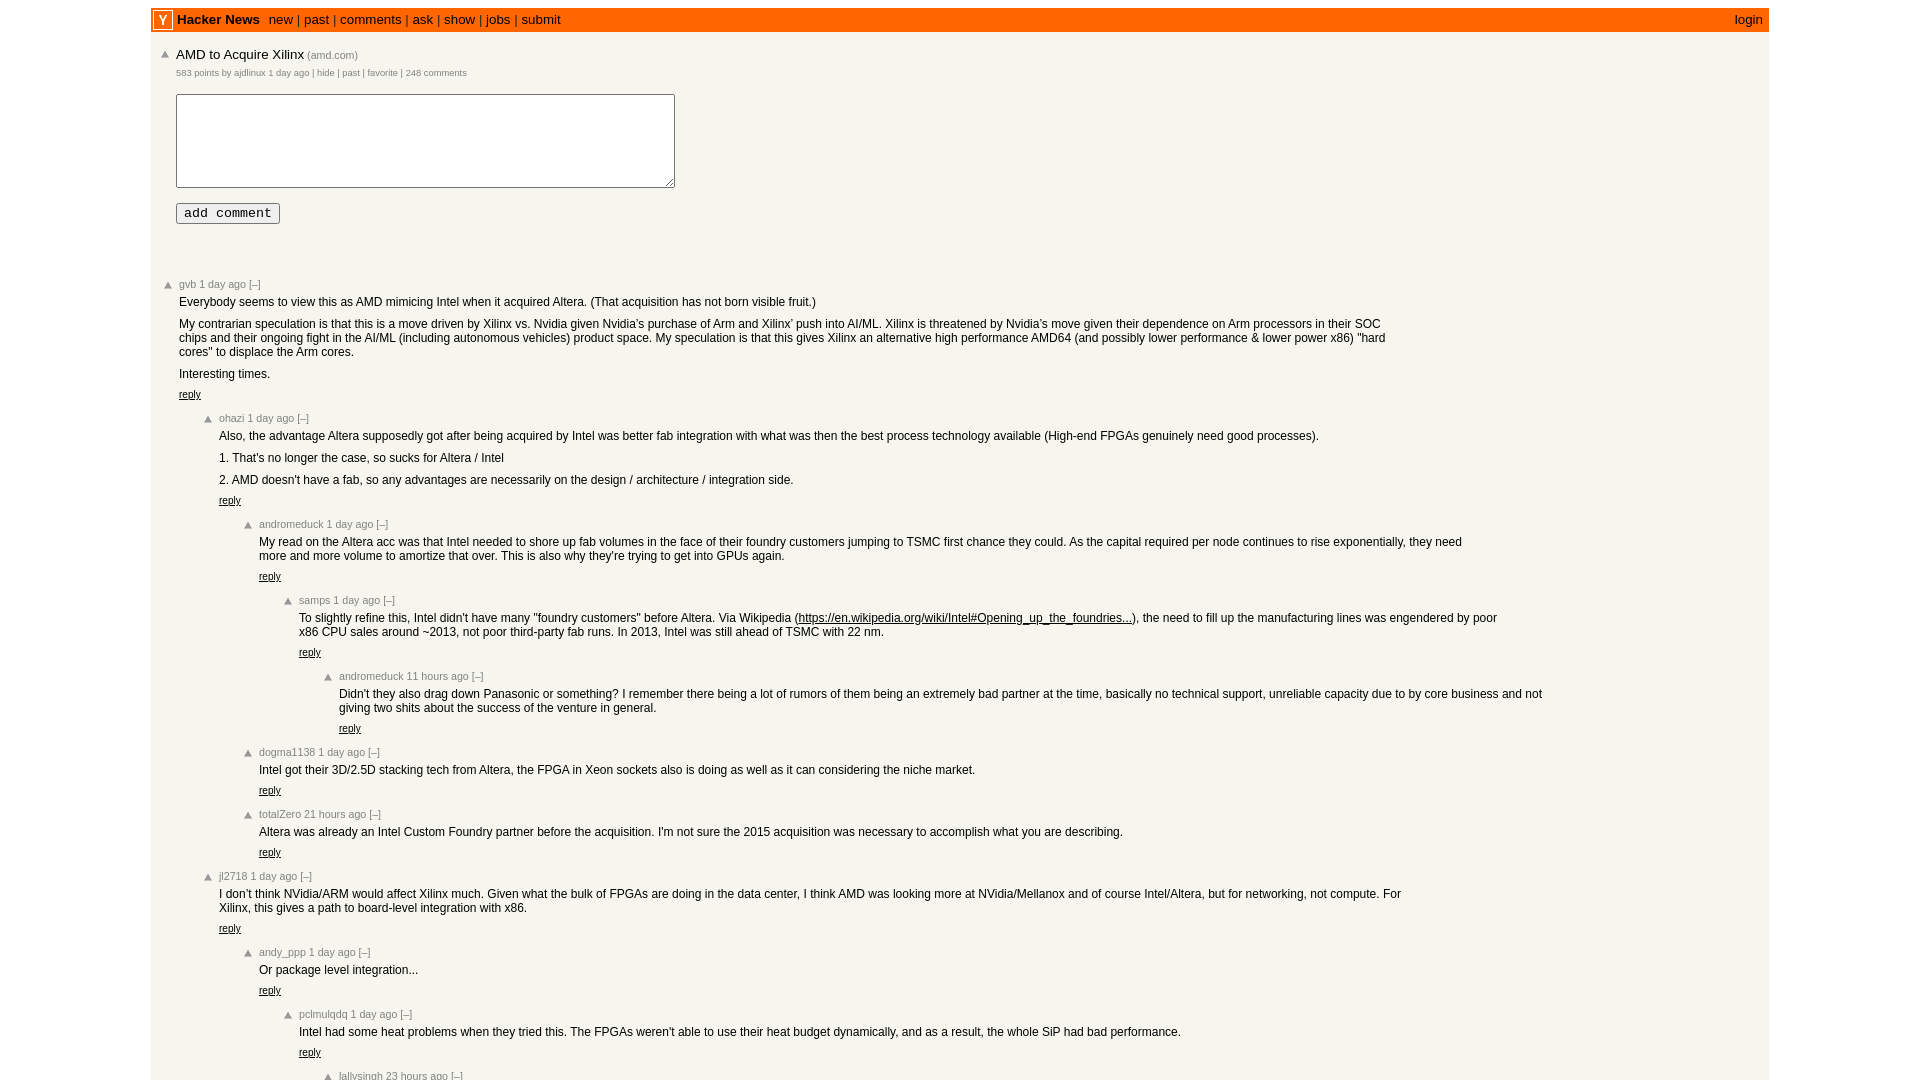 Y Hacker News new | past | comments | ask | show | jobs | submit login
AMD to Acquire Xilinx (amd.com)
583 points by ajdlinux 1 day ago | hide | past | favorite | 248 comments
add comment
gvb 1 day ago [–]
Everybody seems to view this as AMD mimicing Intel when it acquired Altera. (That acquisition has not born visible fruit.)
My contrarian speculation is that this is a move driven by Xilinx vs. Nvidia given Nvidia’s purchase of Arm and Xilinx’ push into AI/ML. Xilinx is threatened by Nvidia’s move given their dependence on Arm processors in their SOC
chips and their ongoing fight in the AI/ML (including autonomous vehicles) product space. My speculation is that this gives Xilinx an alternative high performance AMD64 (and possibly lower performance & lower power x86) "hard
cores" to displace the Arm cores.
Interesting times.
reply
ohazi 1 day ago [–]
Also, the advantage Altera supposedly got after being acquired by Intel was better fab integration with what was then the best process technology available (High-end FPGAs genuinely need good processes).
1. That's no longer the case, so sucks for Altera / Intel
2. AMD doesn't have a fab, so any advantages are necessarily on the design / architecture / integration side.
reply
andromeduck 1 day ago [–]
My read on the Altera acc was that Intel needed to shore up fab volumes in the face of their foundry customers jumping to TSMC first chance they could. As the capital required per node continues to rise exponentially, they need
more and more volume to amortize that over. This is also why they're trying to get into GPUs again.
reply
samps 1 day ago [–]
To slightly refine this, Intel didn't have many "foundry customers" before Altera. Via Wikipedia (https://en.wikipedia.org/wiki/Intel#Opening_up_the_foundries...), the need to fill up the manufacturing lines was engendered by poor
x86 CPU sales around ~2013, not poor third-party fab runs. In 2013, Intel was still ahead of TSMC with 22 nm.
reply
andromeduck 11 hours ago [–]
Didn't they also drag down Panasonic or something? I remember there being a lot of rumors of them being an extremely bad partner at the time, basically no technical support, unreliable capacity due to by core business and not
giving two shits about the success of the venture in general.
reply
dogma1138 1 day ago [–]
Intel got their 3D/2.5D stacking tech from Altera, the FPGA in Xeon sockets also is doing as well as it can considering the niche market.
reply
totalZero 21 hours ago [–]
Altera was already an Intel Custom Foundry partner before the acquisition. I'm not sure the 2015 acquisition was necessary to accomplish what you are describing.
reply
jl2718 1 day ago [–]
I don’t think NVidia/ARM would affect Xilinx much. Given what the bulk of FPGAs are doing in the data center, I think AMD was looking more at NVidia/Mellanox and of course Intel/Altera, but for networking, not compute. For
Xilinx, this gives a path to board-level integration with x86.
reply
andy_ppp 1 day ago [–]
Or package level integration...
reply
pclmulqdq 1 day ago [–]
Intel had some heat problems when they tried this. The FPGAs weren't able to use their heat budget dynamically, and as a result, the whole SiP had bad performance.
reply
lallysingh 23 hours ago [–]